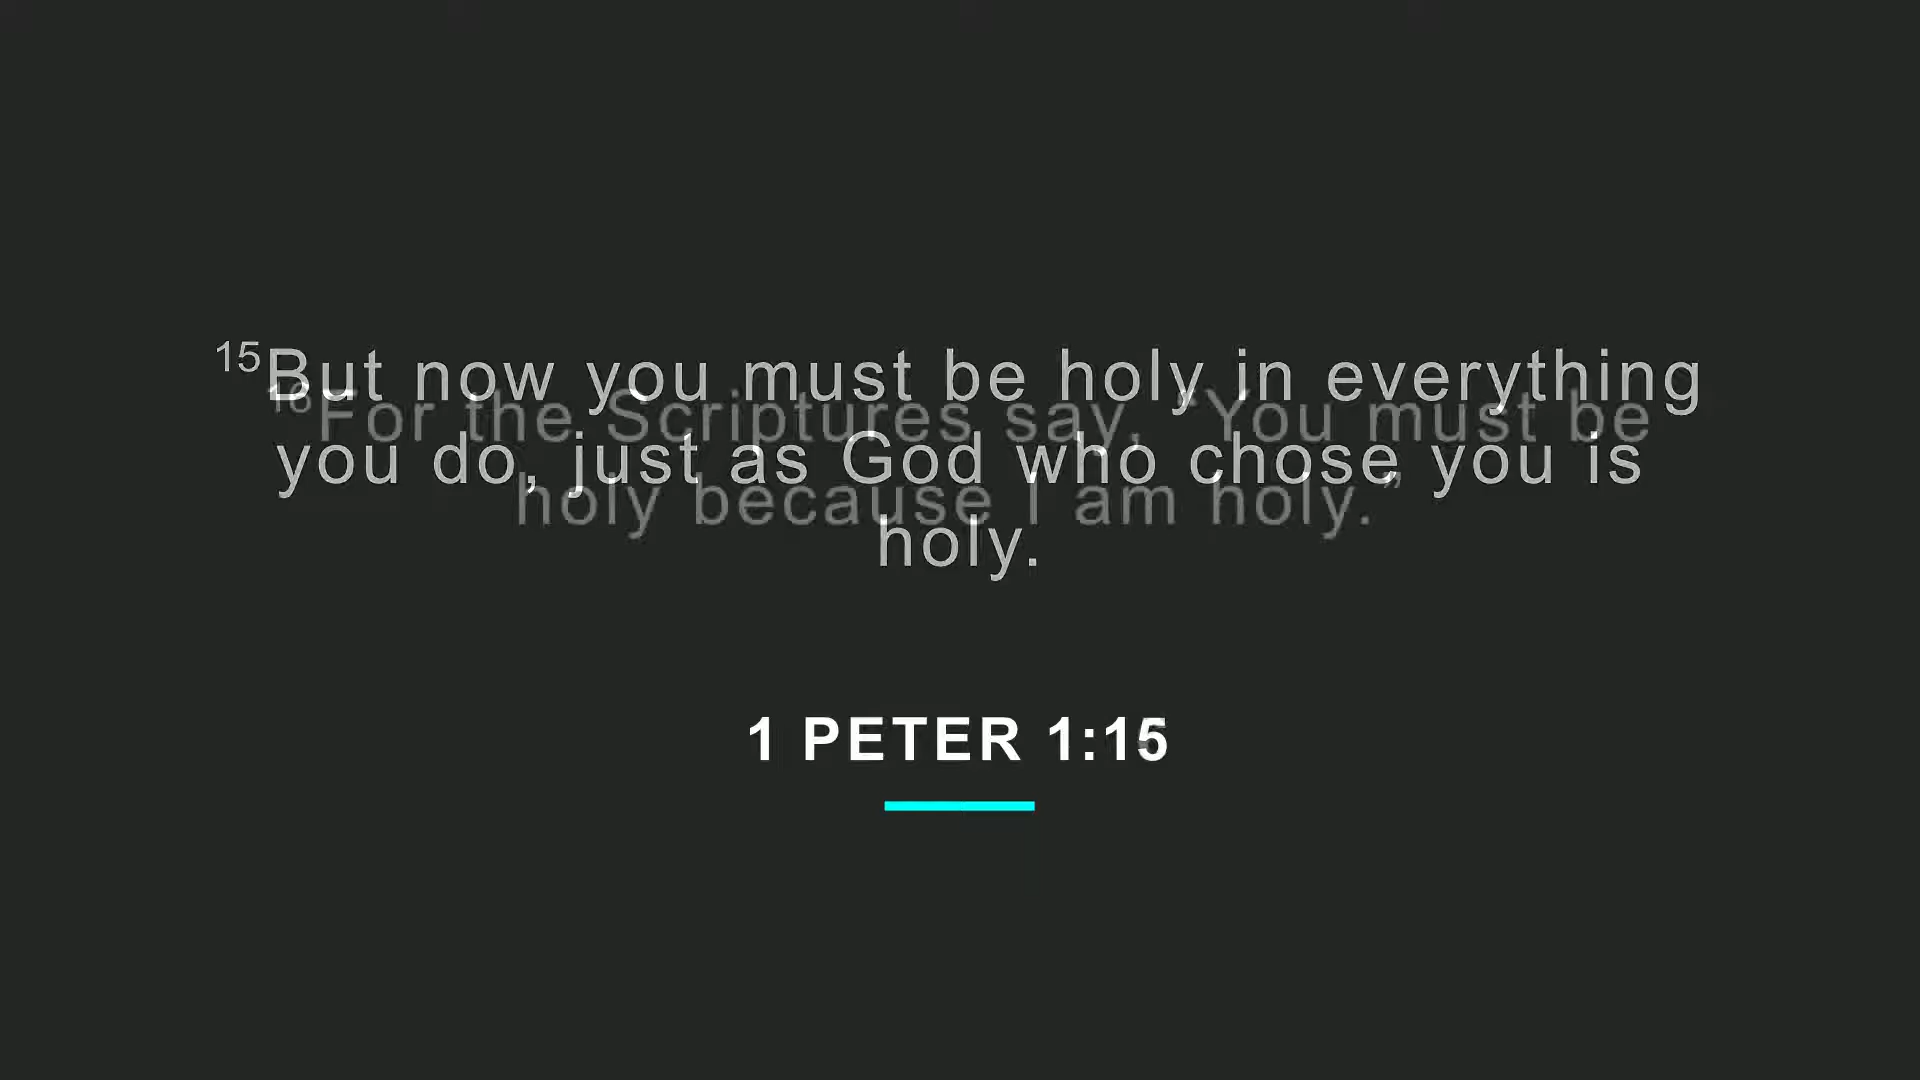 15But now you must be holy in everything
you do, just as God who chose you is
holy.
16For the Scriptures say, “You must be
holy because I am holy.”
1 PETER 1:15